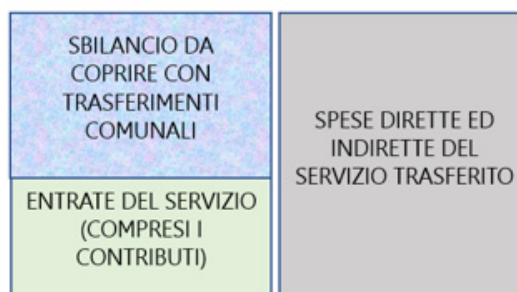 SBILANCIO DA
COPRIRE CON
TRASFERIMENTI
COMUNALI
ENTRATE DEL SERVIZIO
(COMPRESI I
CONTRIBUTI)
SPESE DIRETTE ED
INDIRETTE DEL
SERVIZIO TRASFERITO